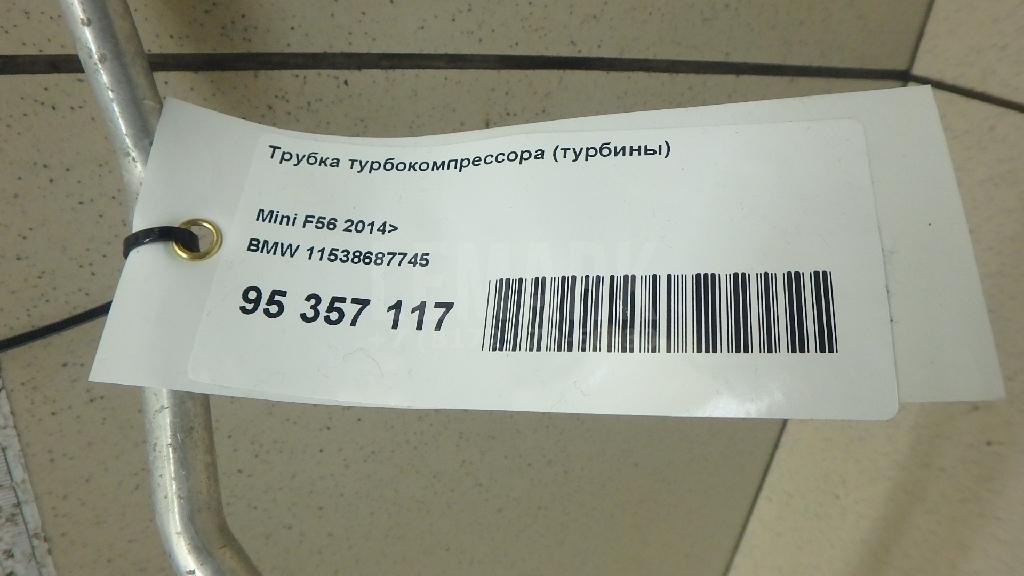 Трубка турбокомпрессора (турбины)
Mini F56 2014>
BMW 11538687745
95 357 117